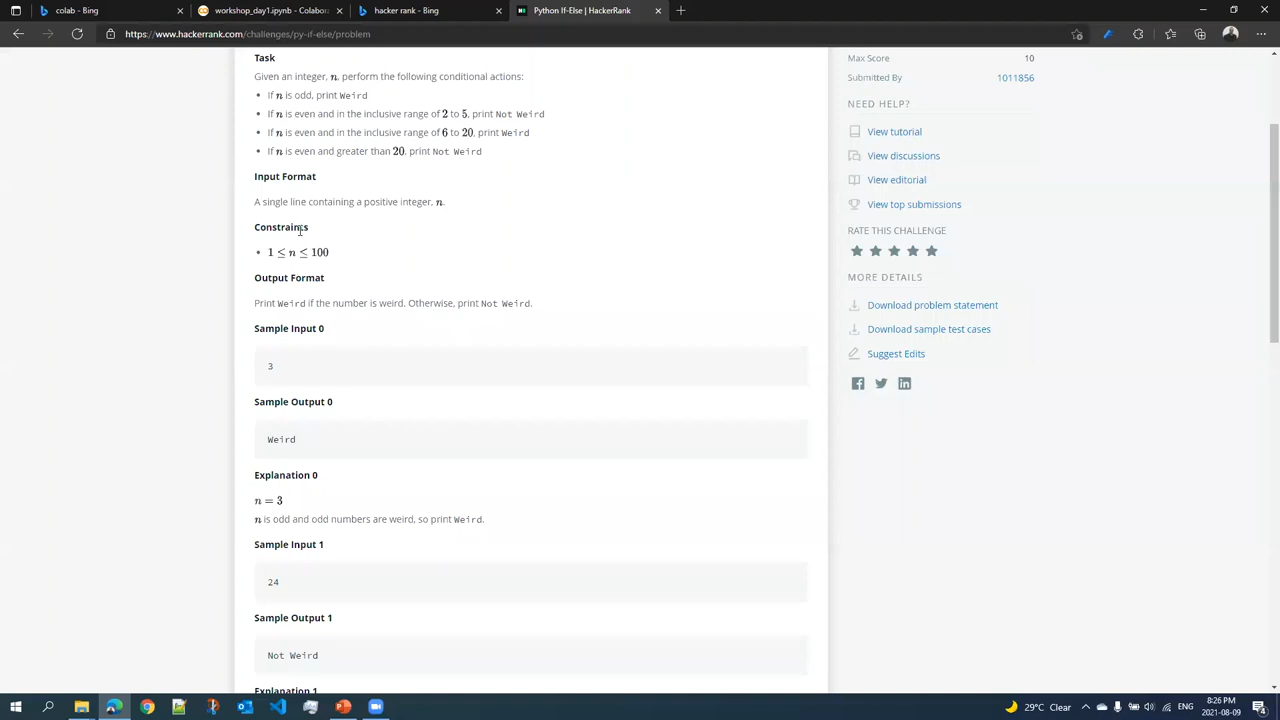 colab - Bing
workshop_day1.ipynb - Colabora
hacker rank - Bing
Python If-Else | HackerRank
https://www.hackerrank.com/challenges/py-if-else/problem
Task
Given an integer, n, perform the following conditional actions:
• If n is odd, print Weird
• If n is even and in the inclusive range of 2 to 5, print Not Weird
• If n is even and in the inclusive range of 6 to 20, print Weird
• If n is even and greater than 20, print Not Weird
Input Format
A single line containing a positive integer, n.
Constraints
• 1 ≤ n ≤ 100
Output Format
Print Weird if the number is weird. Otherwise, print Not Weird.
Sample Input 0
3
Sample Output 0
Weird
Explanation 0
n = 3
n is odd and odd numbers are weird, so print Weird.
Sample Input 1
24
Sample Output 1
Not Weird
Explanation 1
Max Score 10
Submitted By 1011856
NEED HELP?
View tutorial
View discussions
View editorial
View top submissions
RATE THIS CHALLENGE
MORE DETAILS
Download problem statement
Download sample test cases
Suggest Edits
29°C Clear
ENG
8:26 PM
2021-08-09